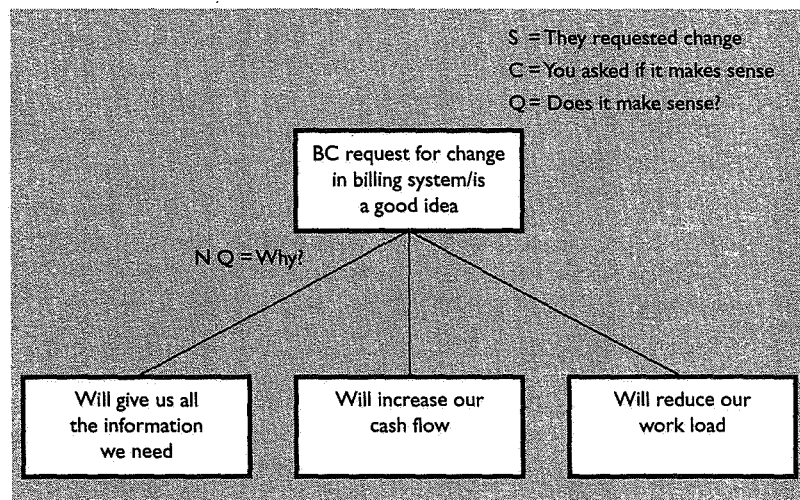 S = They requested change
C = You asked if it makes sense
Q = Does it make sense?
BC request for change
in billing system/is
a good idea
N Q = Why?
Will give us all
the information
we need
Will increase our
cash flow
Will reduce our
work load